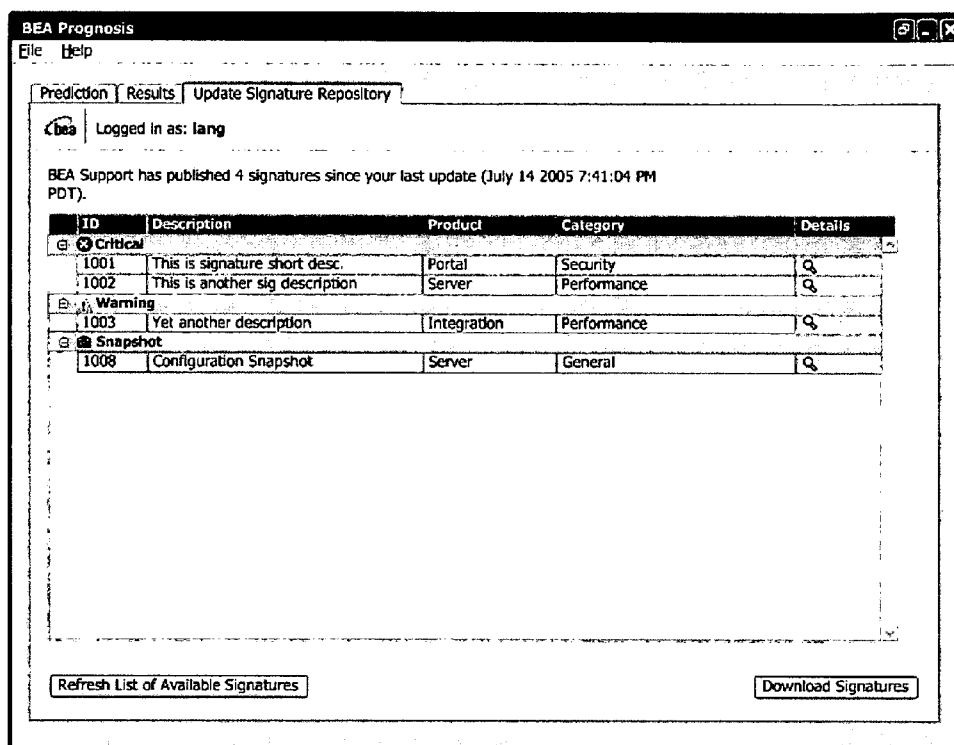 BEA Prognosis
File Help
Prediction Results Update Signature Repository
bea Logged in as: lang
BEA Support has published 4 signatures since your last update (July 14 2005 7:41:04 PM
PDT).
ID Description Product Category Details
Critical
1001 This is signature short desc. Portal Security
1002 This is another sig description Server Performance
Warning
1003 Yet another description Integration Performance
Snapshot
1008 Configuration Snapshot Server General
Refresh List of Available Signatures Download Signatures